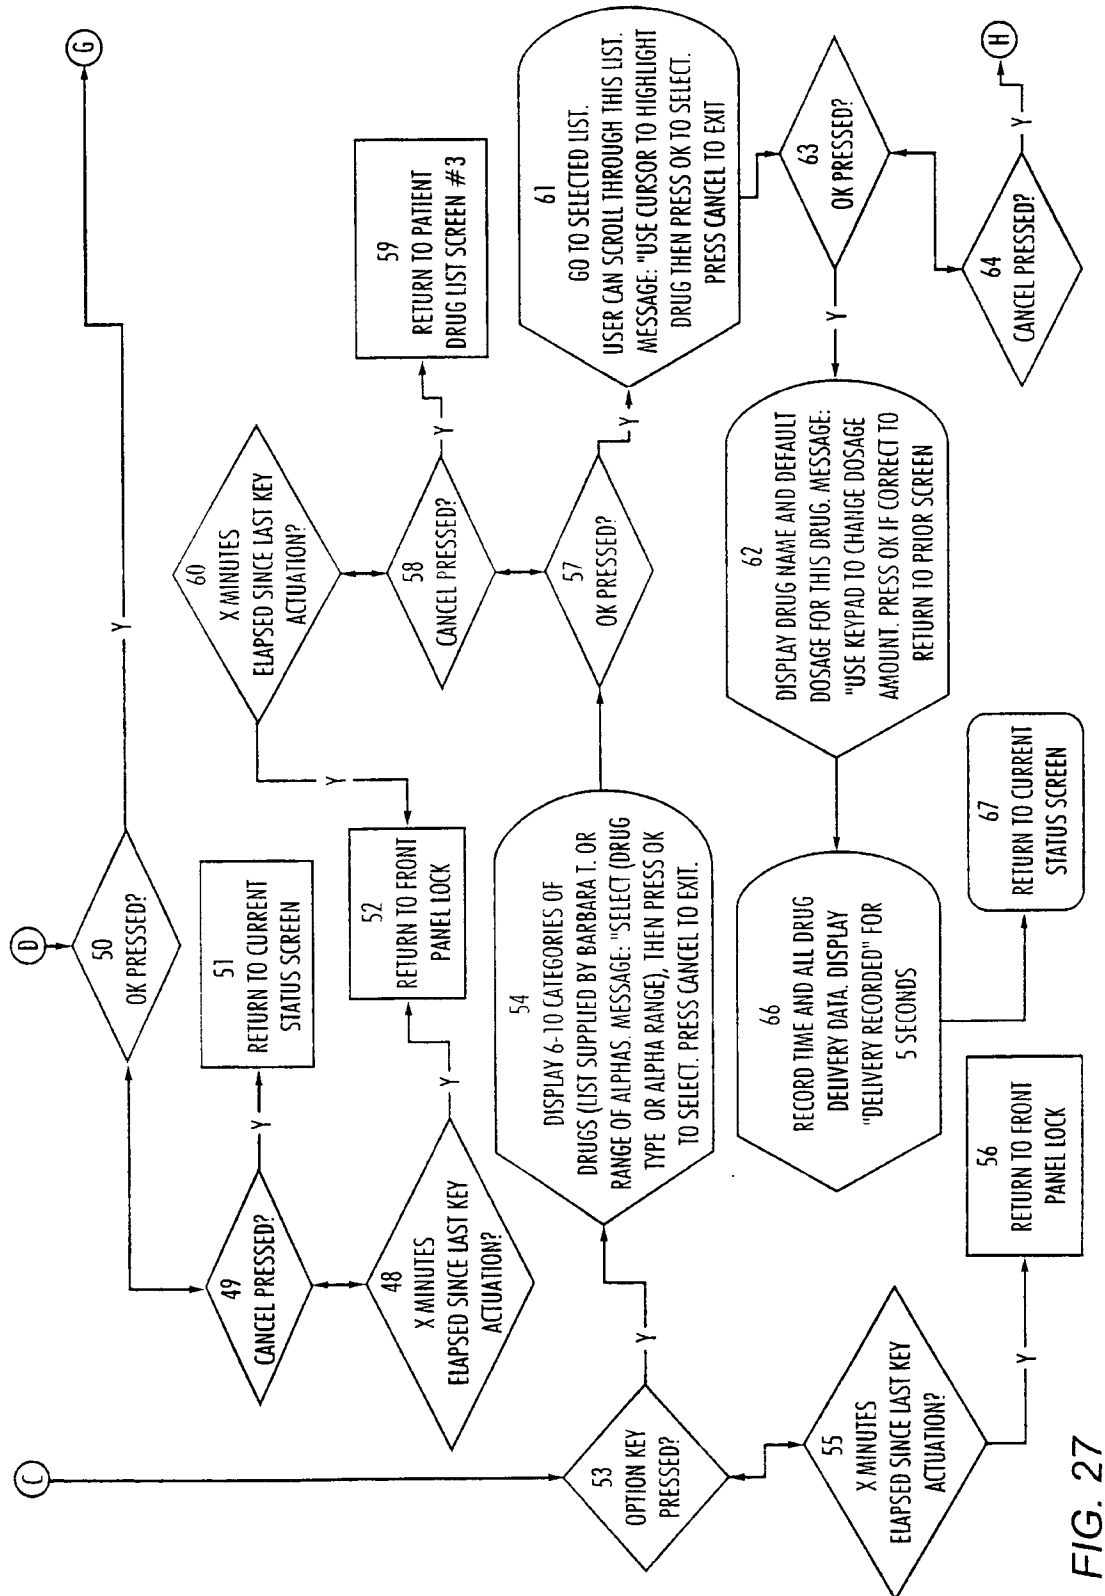 C
D
G
50
OK PRESSED?
Y
49
CANCEL PRESSED?
Y
51
RETURN TO CURRENT
STATUS SCREEN
48
X MINUTES
ELAPSED SINCE LAST KEY
ACTUATION?
Y
52
RETURN TO FRONT
PANEL LOCK
Y
60
X MINUTES
ELAPSED SINCE LAST KEY
ACTUATION?
58
CANCEL PRESSED?
Y
59
RETURN TO PATIENT
DRUG LIST SCREEN #3
53
OPTION KEY
PRESSED?
Y
54
DISPLAY 6-10 CATEGORIES OF
DRUGS (LIST SUPPLIED BY BARBARA T. OR
RANGE OF ALPHAS. MESSAGE: "SELECT (DRUG
TYPE OR ALPHA RANGE), THEN PRESS OK
TO SELECT. PRESS CANCEL TO EXIT.
57
OK PRESSED?
Y
61
GO TO SELECTED LIST.
USER CAN SCROLL THROUGH THIS LIST.
MESSAGE: "USE CURSOR TO HIGHLIGHT
DRUG THEN PRESS OK TO SELECT.
PRESS CANCEL TO EXIT
55
X MINUTES
ELAPSED SINCE LAST KEY
ACTUATION?
Y
56
RETURN TO FRONT
PANEL LOCK
66
RECORD TIME AND ALL DRUG
DELIVERY DATA. DISPLAY
"DELIVERY RECORDED" FOR
5 SECONDS
67
RETURN TO CURRENT
STATUS SCREEN
62
DISPLAY DRUG NAME AND DEFAULT
DOSAGE FOR THIS DRUG. MESSAGE:
"USE KEYPAD TO CHANGE DOSAGE
AMOUNT. PRESS OK IF CORRECT TO
RETURN TO PRIOR SCREEN
Y
63
OK PRESSED?
64
CANCEL PRESSED?
Y
H
FIG. 27